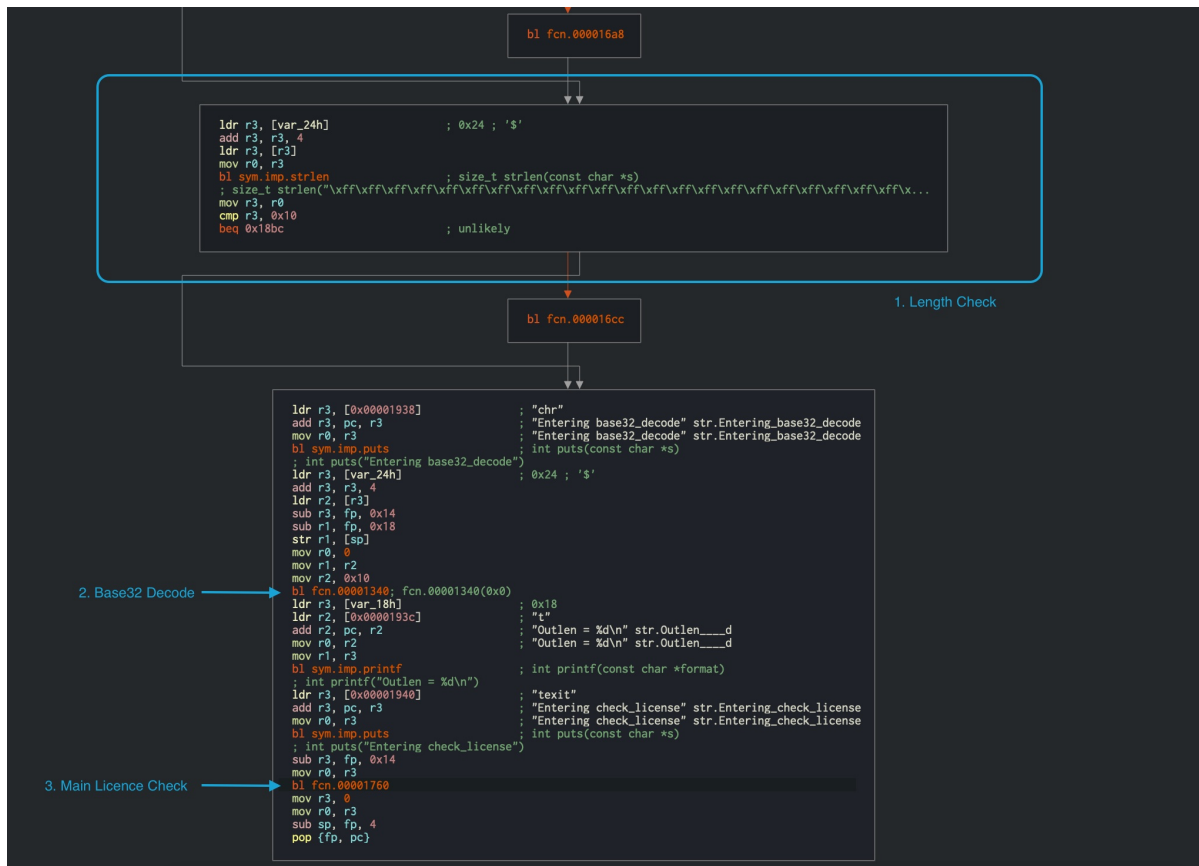 bl fcn.000016a8
ldr r3, [var_24h] ; 0x24 ; '$'
add r3, r3, 4
ldr r3, [r3]
mov r0, r3
bl sym.imp.strlen ; size_t strlen(const char *s)
; size_t strlen("\xff\xff\xff\xff\xff\xff\xff\xff\xff\xff\xff\xff\xff\xff\xff\xff\xff\xff\xff\xff\xff\xff\x...
mov r3, r0
cmp r3, 0x10
beq 0x18bc ; unlikely
1. Length Check
bl fcn.000016cc
ldr r3, [0x00001938] ; "chr"
add r3, pc, r3 ; "Entering base32_decode" str.Entering_base32_decode
mov r0, r3 ; "Entering base32_decode" str.Entering_base32_decode
bl sym.imp.puts ; int puts(const char *s)
; int puts("Entering base32_decode")
ldr r3, [var_24h] ; 0x24 ; '$'
add r3, r3, 4
ldr r2, [r3]
sub r3, fp, 0x14
sub r1, fp, 0x18
str r1, [sp]
mov r0, 0
mov r1, r2
mov r2, 0x10
2. Base32 Decode
bl fcn.00001340; fcn.00001340(0x0)
ldr r3, [var_18h] ; 0x18
ldr r2, [0x0000193c] ; "t"
add r2, pc, r2 ; "Outlen = %d\n" str.Outlen____d
mov r0, r2 ; "Outlen = %d\n" str.Outlen____d
mov r1, r3
bl sym.imp.printf ; int printf(const char *format)
; int printf("Outlen = %d\n")
ldr r3, [0x00001940] ; "texit"
add r3, pc, r3 ; "Entering check_license" str.Entering_check_license
mov r0, r3 ; "Entering check_license" str.Entering_check_license
bl sym.imp.puts ; int puts(const char *s)
; int puts("Entering check_license")
sub r3, fp, 0x14
mov r0, r3
3. Main Licence Check
bl fcn.00001760
mov r3, 0
mov r0, r3
sub sp, fp, 4
pop {fp, pc}